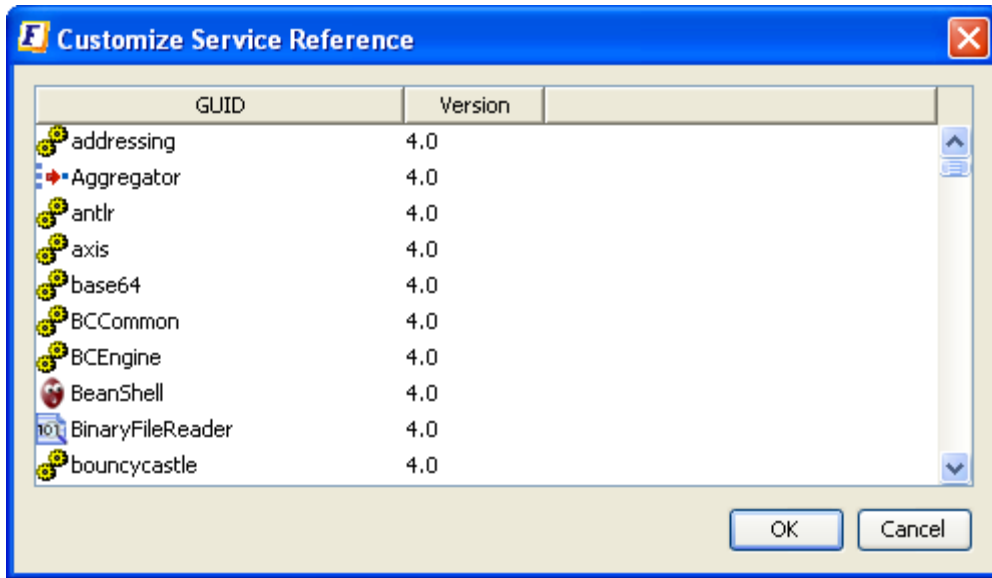 Customize Service Reference
GUID Version
addressing 4.0
Aggregator 4.0
antlr 4.0
axis 4.0
base64 4.0
BCCommon 4.0
BCEngine 4.0
BeanShell 4.0
101 BinaryFileReader 4.0
bouncycastle 4.0
OK Cancel